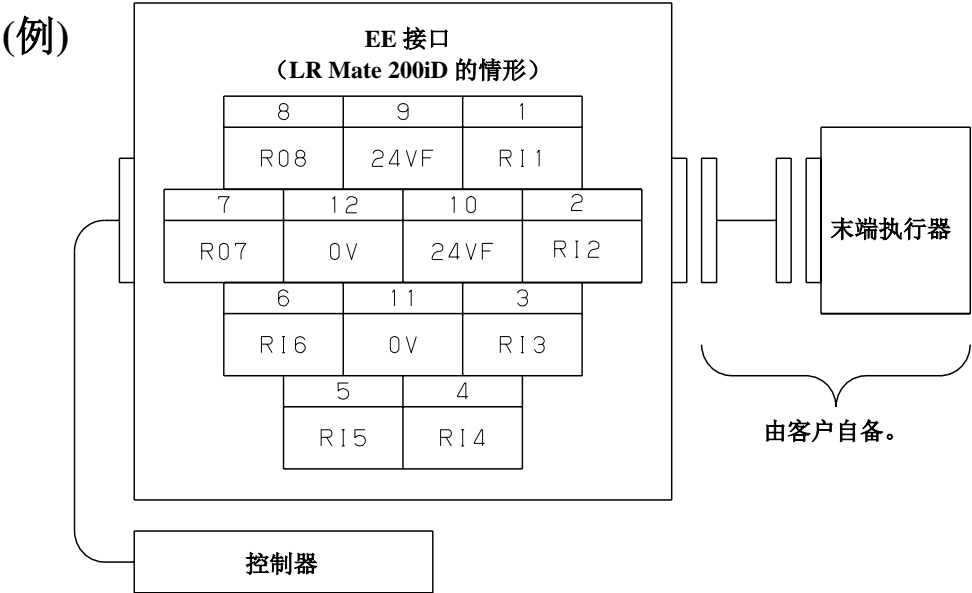 (例)
EE 接口
（LR Mate 200iD 的情形）
8 9 1
RO8 24VF RI1
7 12 10 2
RO7 0V 24VF RI2
6 11 3
RI6 0V RI3
5 4
RI5 RI4
末端执行器
由客户自备。
控制器